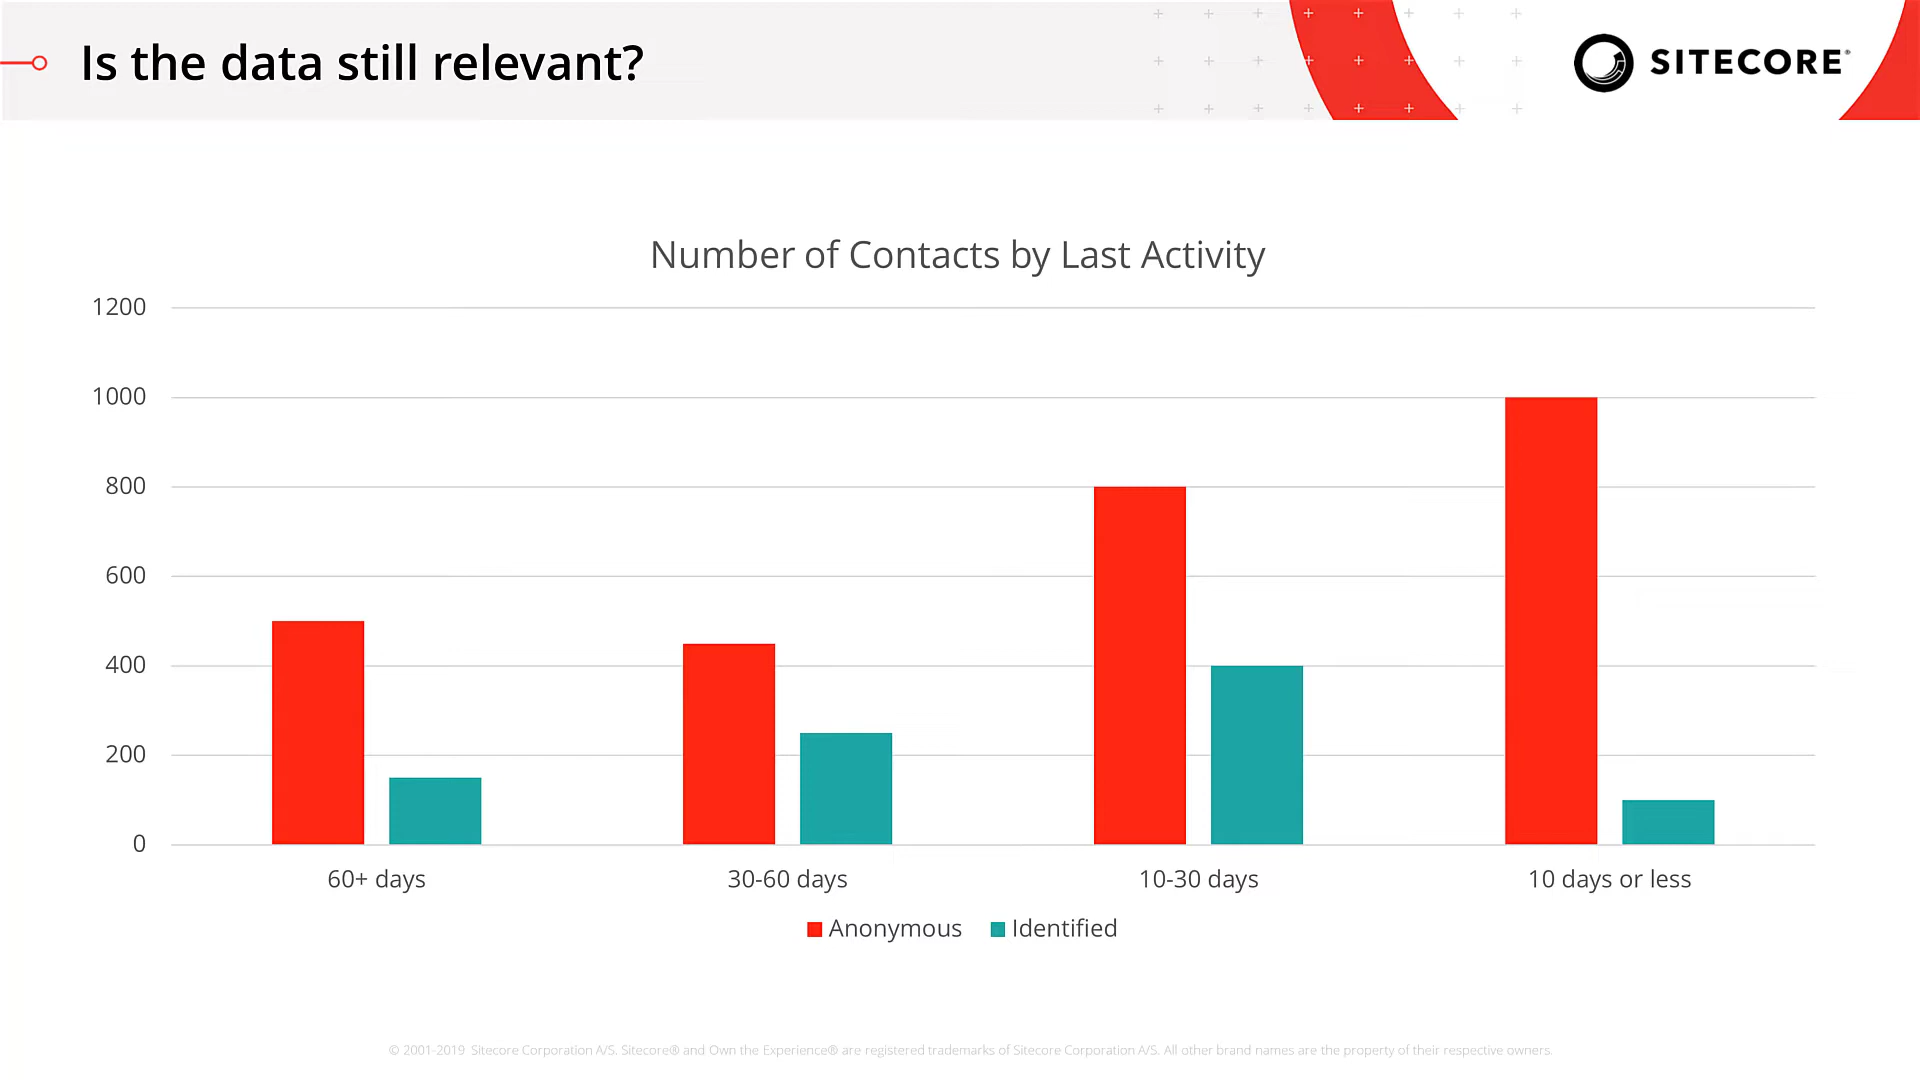 Is the data still relevant?
SITECORE®
Number of Contacts by Last Activity
1200
1000
800
600
400
200
0
60+ days
30-60 days
10-30 days
10 days or less
Anonymous
Identified
© 2001-2019 Sitecore Corporation A/S. Sitecore® and Own the Experience® are registered trademarks of Sitecore Corporation A/S. All other brand names are the property of their respective owners.